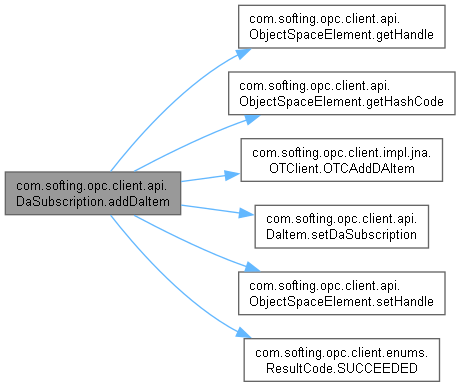 com.softing.opc.client.api.
ObjectSpaceElement.getHandle
com.softing.opc.client.api.
ObjectSpaceElement.getHashCode
com.softing.opc.client.impl.jna.
OTClient.OTCAddDAItem
com.softing.opc.client.api.
DaSubscription.addDaItem
com.softing.opc.client.api.
DaItem.setDaSubscription
com.softing.opc.client.api.
ObjectSpaceElement.setHandle
com.softing.opc.client.enums.
ResultCode.SUCCEEDED